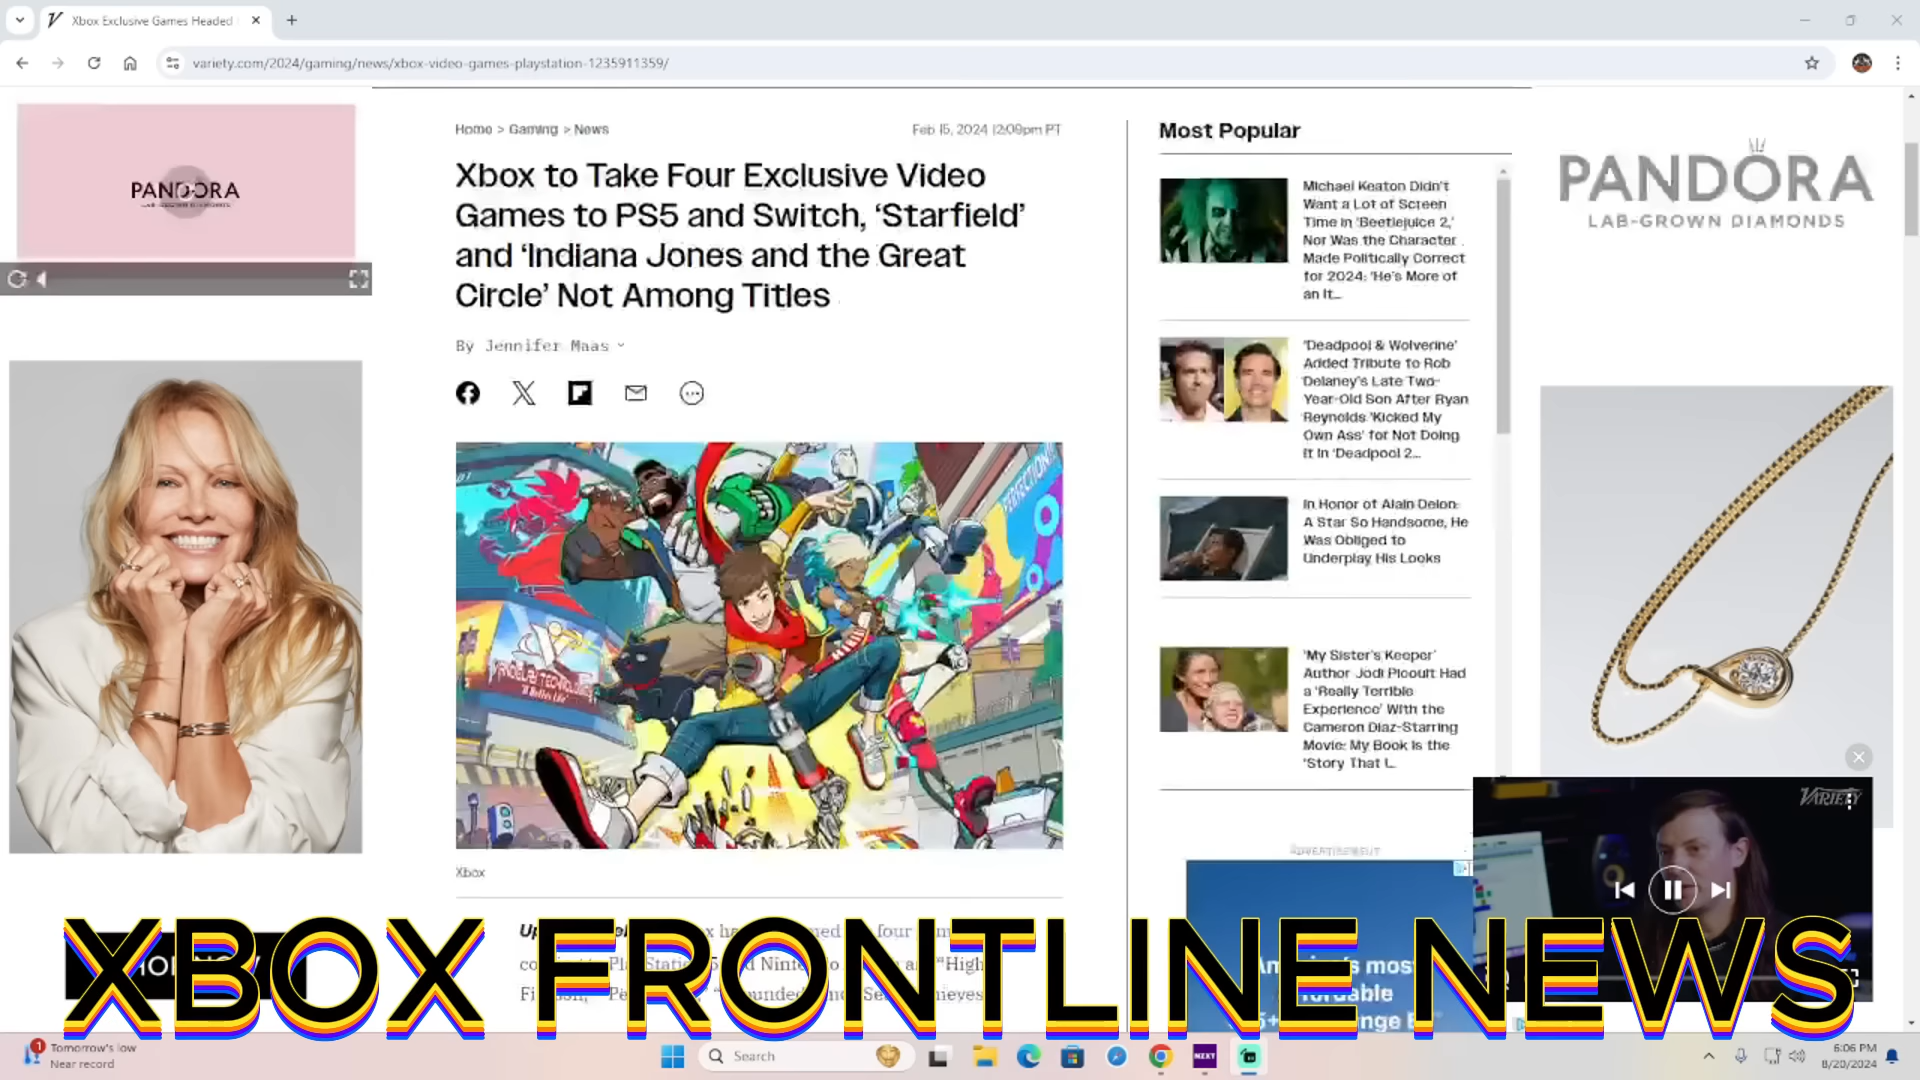 Xbox Exclusive Games Headed
variety.com/2024/gaming/news/xbox-video-games-playstation-1235911359/
PANDORA
LAB-GROWN DIAMONDS
Home > Gaming > News
Feb 15, 2024 12:09pm PT
Xbox to Take Four Exclusive Video
Games to PS5 and Switch, ‘Starfield’
and ‘Indiana Jones and the Great
Circle’ Not Among Titles
By Jennifer Maas
Xbox
Most Popular
Michael Keaton Didn't
Want a Lot of Screen
Time in ‘Beetlejuice 2,’
Nor Was the Character
Made Politically Correct
for 2024: ‘He's More of
an It...
‘Deadpool & Wolverine’
Added Tribute to Rob
Delaney's Late Two-
Year-Old Son After Ryan
Reynolds ‘Kicked My
Own Ass’ for Not Doing
It in ‘Deadpool 2...
In Honor of Alain Delon:
A Star So Handsome, He
Was Obliged to
Underplay His Looks
‘My Sister's Keeper’
Author Jodi Picoult Had
a ‘Really Terrible
Experience’ With the
Cameron Diaz-Starring
Movie: My Book Is the
‘Story That I...
ADVERTISEMENT
PANDORA
LAB-GROWN DIAMONDS
VARIETY
XBOX FRONTLINE NEWS
Tomorrow's low
Near record
1
Search
NZXT
6:06 PM
8/20/2024